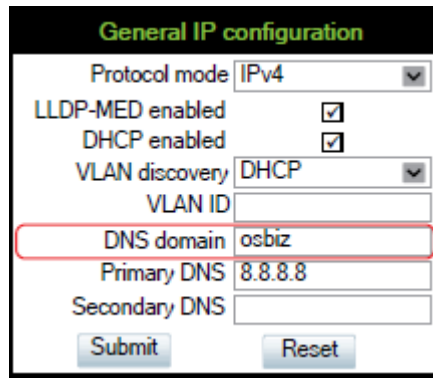 General IP configuration
Protocol mode IPv4
LLDP-MED enabled
DHCP enabled
VLAN discovery DHCP
VLAN ID
DNS domain osbiz
Primary DNS 8.8.8.8
Secondary DNS
Submit Reset